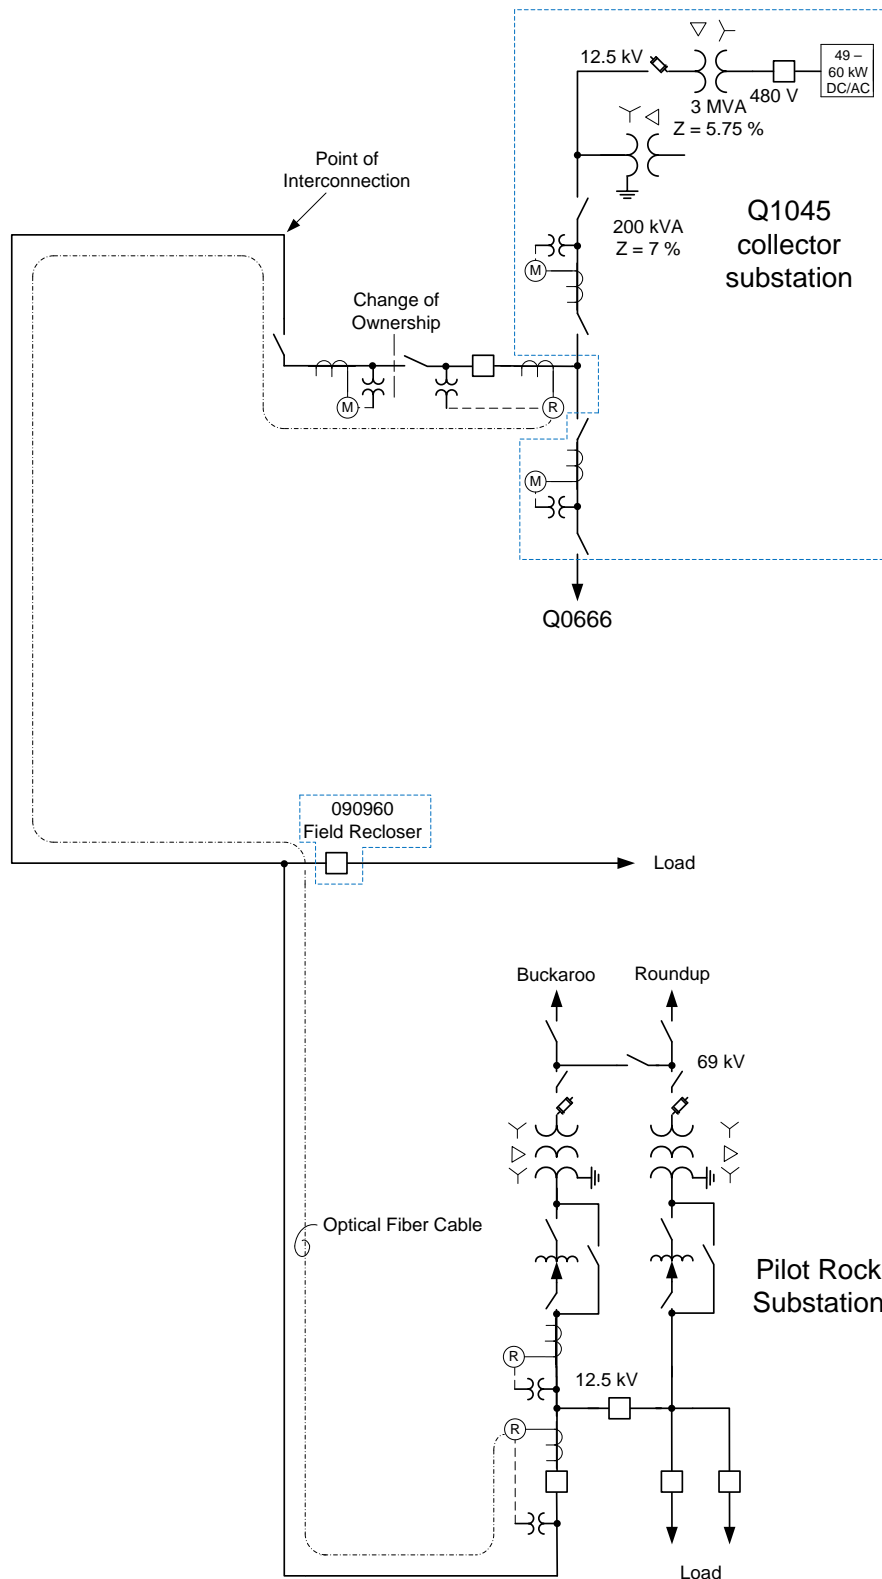 12.5 kV
49 –
60 kW
DC/AC
480 V
3 MVA
Z = 5.75 %
Point of
Interconnection
200 kVA
Z = 7 %
Q1045
collector
substation
M
Change of
Ownership
M
R
M
Q0666
090960
Field Recloser
Load
Buckaroo
Roundup
69 kV
Optical Fiber Cable
Pilot Rock
Substation
R
12.5 kV
R
Load